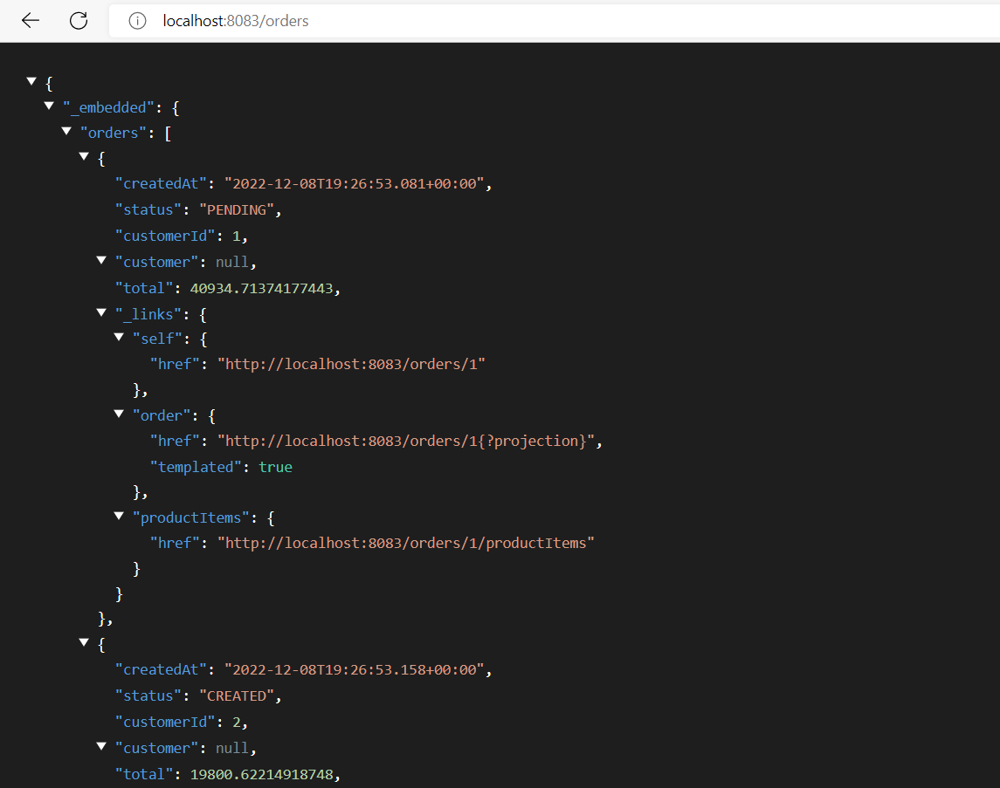 localhost:8083/orders
{
"_embedded": {
"orders": [
{
"createdAt": "2022-12-08T19:26:53.081+00:00",
"status": "PENDING",
"customerId": 1,
"customer": null,
"total": 40934.71374177443,
"_links": {
"self": {
"href": "http://localhost:8083/orders/1"
},
"order": {
"href": "http://localhost:8083/orders/1{?projection}",
"templated": true
},
"productItems": {
"href": "http://localhost:8083/orders/1/productItems"
}
}
},
{
"createdAt": "2022-12-08T19:26:53.158+00:00",
"status": "CREATED",
"customerId": 2,
"customer": null,
"total": 19800.62214918748,